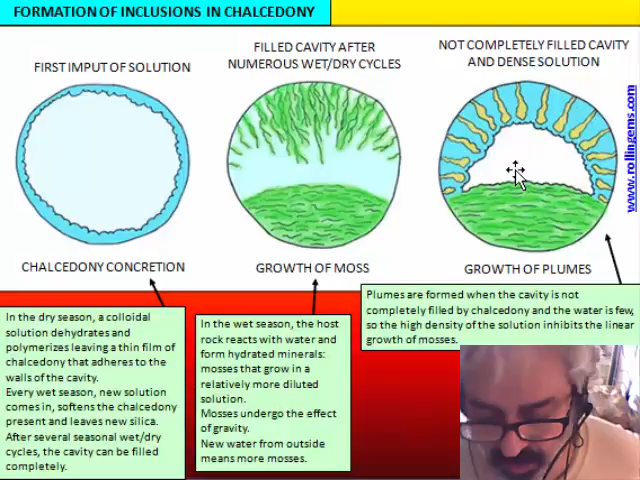 FORMATION OF INCLUSIONS IN CHALCEDONY
FIRST IMPUT OF SOLUTION
FILLED CAVITY AFTER
NUMEROUS WET/DRY CYCLES
NOT COMPLETELY FILLED CAVITY
AND DENSE SOLUTION
www.rollingems.com
CHALCEDONY CONCRETION
GROWTH OF MOSS
GROWTH OF PLUMES
In the dry season, a colloidal
solution dehydrates and
polymerizes leaving a thin film of
chalcedony that adheres to the
walls of the cavity.
Every wet season, new solution
comes in, softens the chalcedony
present and leaves new silica.
After several seasonal wet/dry
cycles, the cavity can be filled
completely.
In the wet season, the host
rock reacts with water and
form hydrated minerals:
mosses that grow in a
relatively more diluted
solution.
Mosses undergo the effect
of gravity.
New water from outside
means more mosses.
Plumes are formed when the cavity is not
completely filled by chalcedony and the water is few,
so the high density of the solution inhibits the linear
growth of mosses.